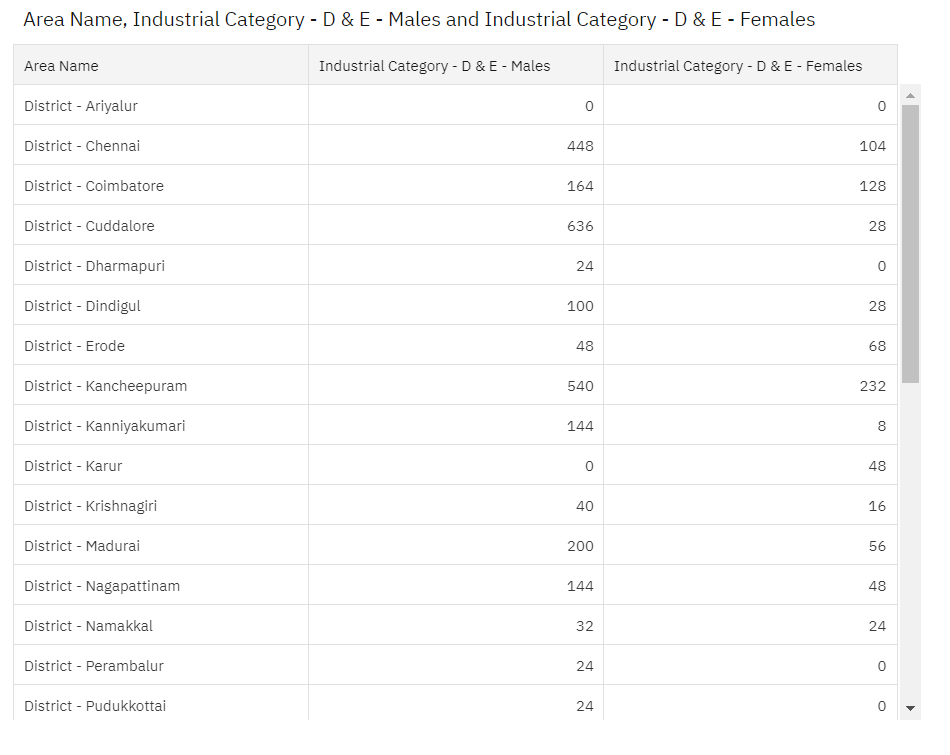 Area Name, Industrial Category - D & E - Males and Industrial Category - D & E - Females
Area Name Industrial Category - D & E - Males Industrial Category - D & E - Females
District - Ariyalur 0 0
District - Chennai 448 104
District - Coimbatore 164 128
District - Cuddalore 636 28
District - Dharmapuri 24 0
District - Dindigul 100 28
District - Erode 48 68
District - Kancheepuram 540 232
District - Kanniyakumari 144 8
District - Karur 0 48
District - Krishnagiri 40 16
District - Madurai 200 56
District - Nagapattinam 144 48
District - Namakkal 32 24
District - Perambalur 24 0
District - Pudukkottai 24 0